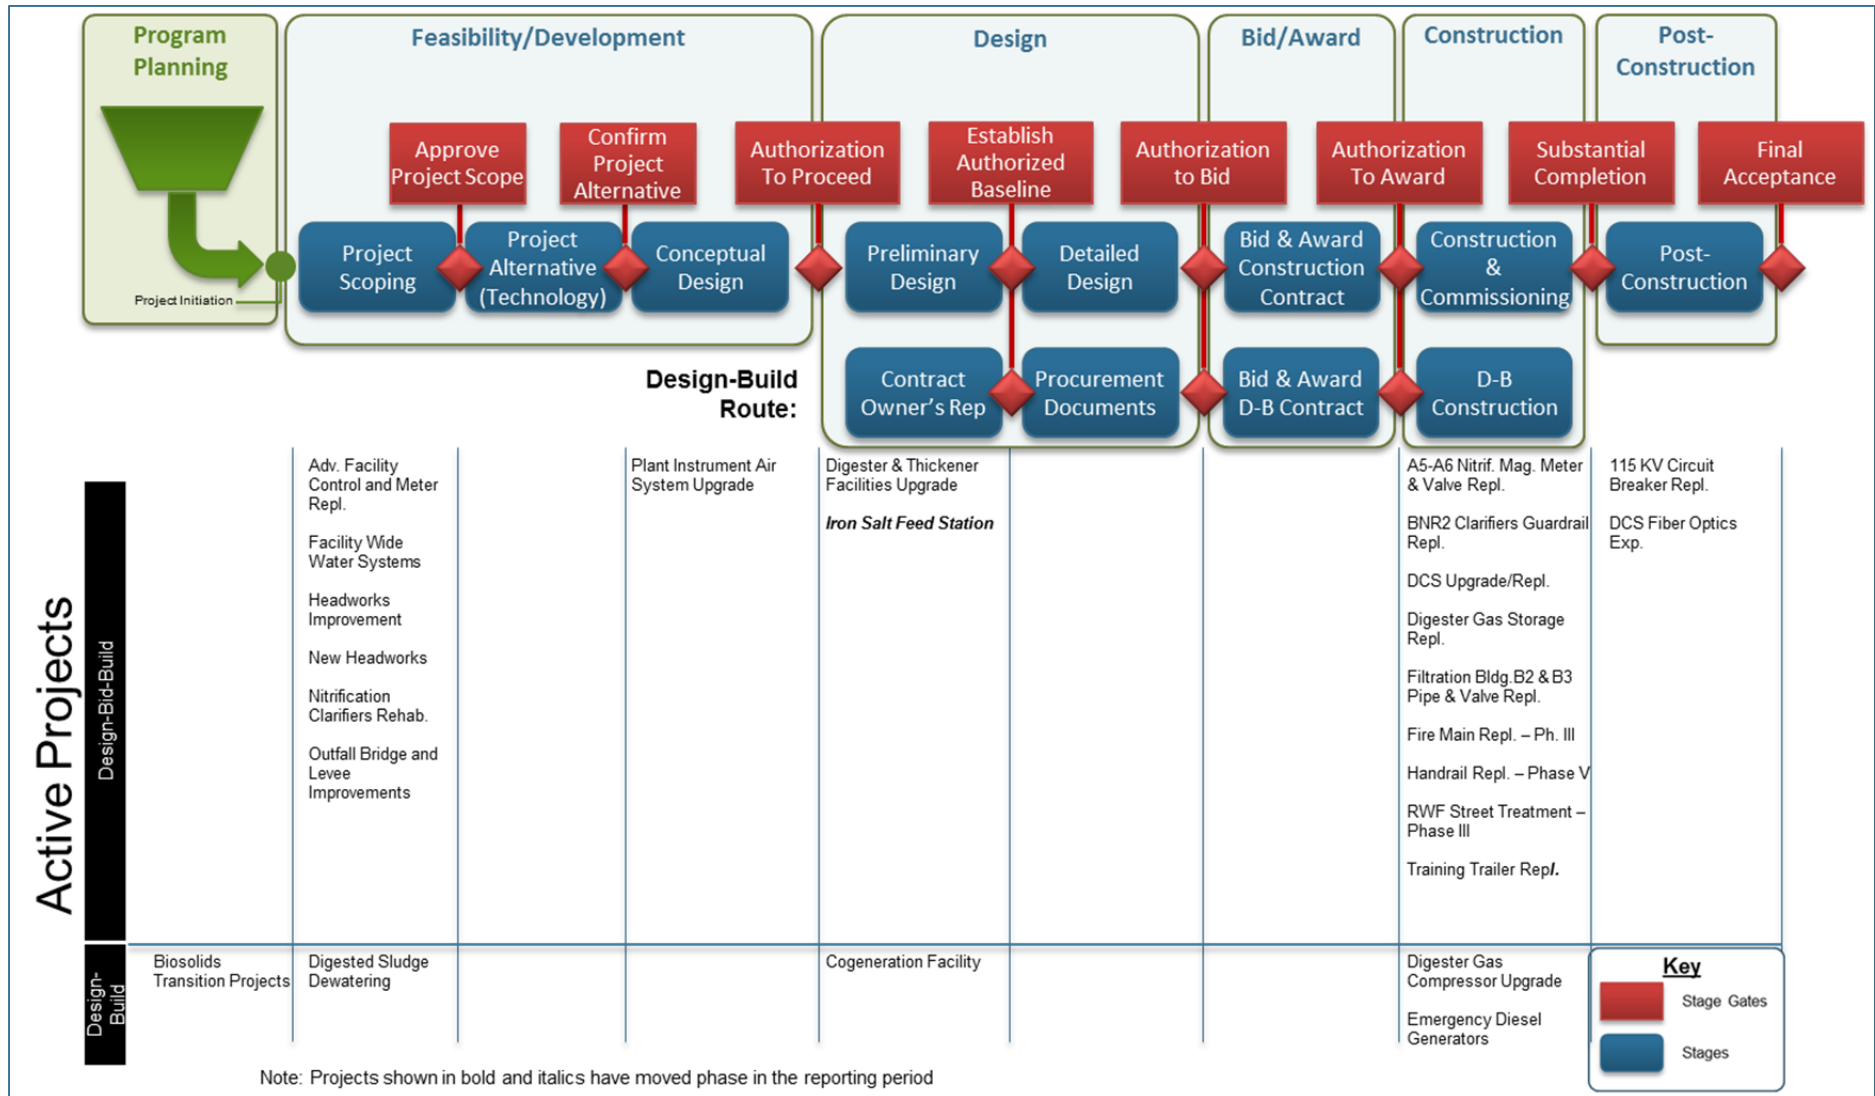 Program
Planning
Feasibility/Development
Design
Bid/Award
Construction
Post-
Construction
Approve
Project Scope
Confirm
Project
Alternative
Authorization
To Proceed
Establish
Authorized
Baseline
Authorization
to Bid
Authorization
To Award
Substantial
Completion
Final
Acceptance
Project Initiation
Project
Scoping
Project
Alternative
(Technology)
Conceptual
Design
Preliminary
Design
Detailed
Design
Bid & Award
Construction
Contract
Construction
&
Commissioning
Post-
Construction
Design-Build
Route:
Contract
Owner's Rep
Procurement
Documents
Bid & Award
D-B Contract
D-B
Construction
Active Projects
Design-Bid-Build
Adv. Facility
Control and Meter
Repl.
Facility Wide
Water Systems
Headworks
Improvement
New Headworks
Nitrification
Clarifiers Rehab.
Outfall Bridge and
Levee
Improvements
Plant Instrument Air
System Upgrade
Digester & Thickener
Facilities Upgrade
Iron Salt Feed Station
A5-A6 Nitrif. Mag. Meter
& Valve Repl.
BNR2 Clarifiers Guardrail
Repl.
DCS Upgrade/Repl.
Digester Gas Storage
Repl.
Filtration Bldg.B2 & B3
Pipe & Valve Repl.
Fire Main Repl. – Ph. III
Handrail Repl. – Phase V
RWF Street Treatment –
Phase III
Training Trailer Repl.
115 KV Circuit
Breaker Repl.
DCS Fiber Optics
Exp.
Design-
Build
Biosolids
Transition Projects
Digested Sludge
Dewatering
Cogeneration Facility
Digester Gas
Compressor Upgrade
Emergency Diesel
Generators
Key
Stage Gates
Stages
Note: Projects shown in bold and italics have moved phase in the reporting period